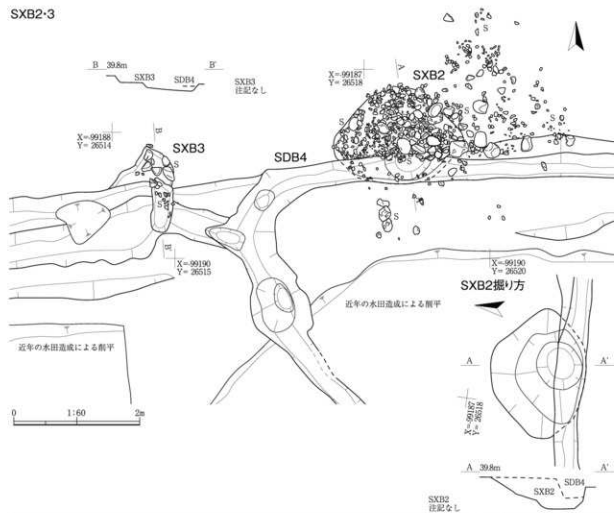 SXB2・3
B 39.8m B'
SXB3 SDB4
SXB3
注記なし
X=-99187
Y= 26518
A
SXB2
S
X=-99188
Y= 26514
B
SXB3
S
S
SDB4
S
S
S
S
B'
X=-99190
Y= 26515
X=-99190
Y= 26520
SXB2掘り方
近年の水田造成による削平
近年の水田造成による削平
A A'
X=-99187
Y= 26518
0 1:60 2m
A 39.8m A'
SXB2 SDB4
SXB2
注記なし